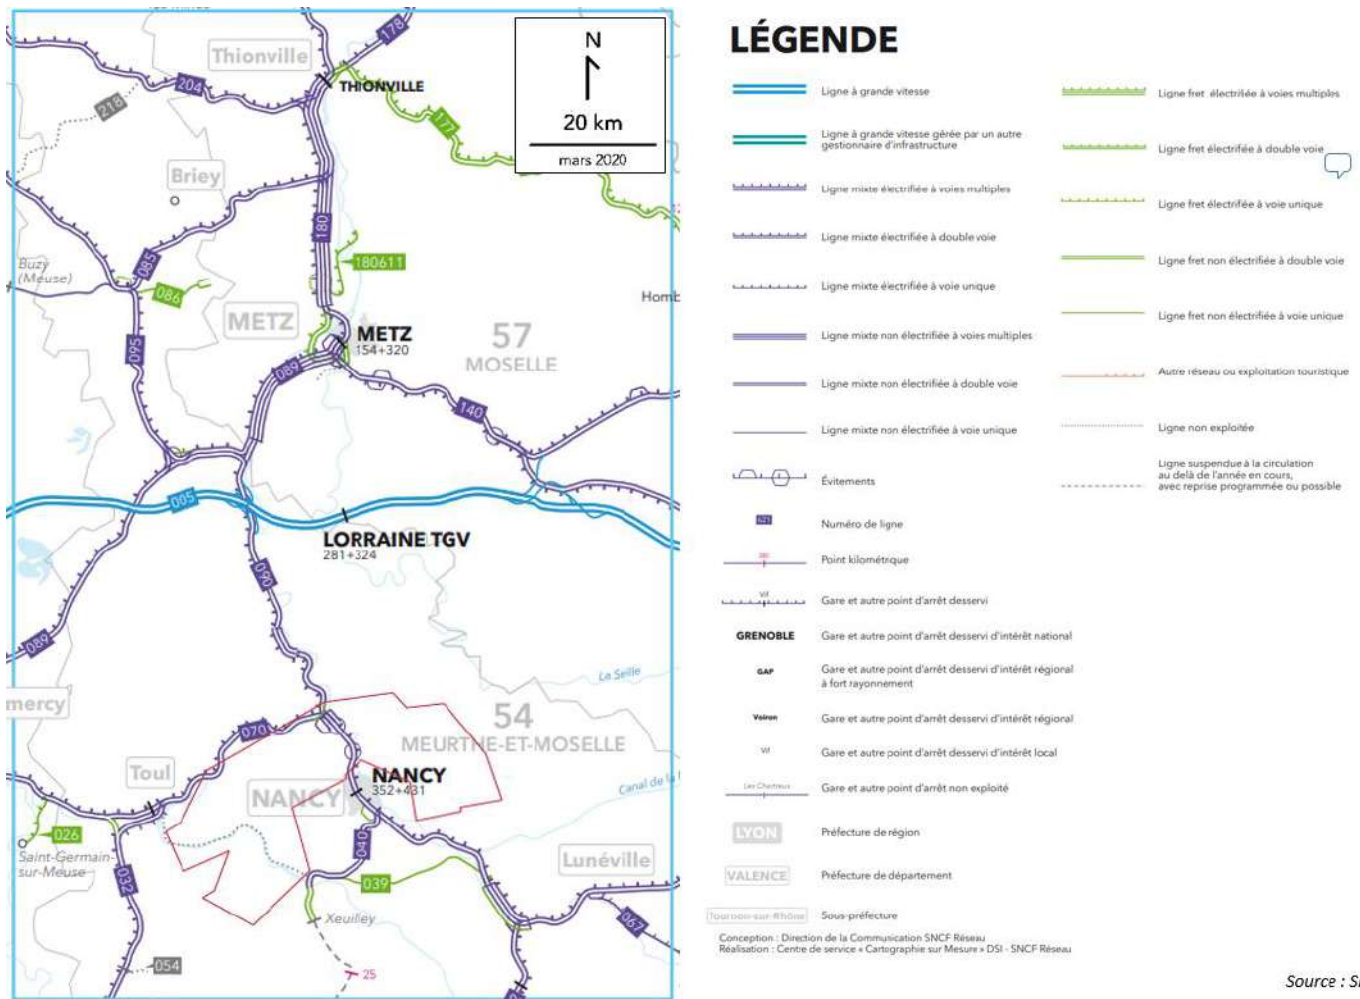 Thionville
178
N
20 km
mars 2020
204
THIONVILLE
218
177
Briey
180
085
Buzy
(Meuse)
086
180611
METZ
METZ
154+320
57
MOSELLE
095
089
140
005
LORRAINE TGV
281+324
090
089
La Seille
mercy
070
54
MEURTHE-ET-MOSELLE
Toul
NANCY
NANCY
352+431
Canal de la
026
040
Saint-Germain-
sur-Meuse
032
039
Lunéville
Xeuilley
067
054
25
LÉGENDE
Ligne à grande vitesse
Ligne à grande vitesse gérée par un autre
gestionnaire d'infrastructure
Ligne mixte électrifiée à voies multiples
Ligne mixte électrifiée à double voie
Ligne mixte électrifiée à voie unique
Ligne mixte non électrifiée à voies multiples
Ligne mixte non électrifiée à double voie
Ligne mixte non électrifiée à voie unique
Évitements
Numéro de ligne
Point kilométrique
Vif
Gare et autre point d'arrêt desservi
GRENOBLE
Gare et autre point d'arrêt desservi d'intérêt national
GAP
Gare et autre point d'arrêt desservi d'intérêt régional
à fort rayonnement
Voiron
Gare et autre point d'arrêt desservi d'intérêt régional
Vif
Gare et autre point d'arrêt desservi d'intérêt local
Les Chartreux
Gare et autre point d'arrêt non exploité
LYON
Préfecture de région
VALENCE
Préfecture de département
Tournon-sur-Rhône
Sous-préfecture
Ligne fret électrifiée à voies multiples
Ligne fret électrifiée à double voie
Ligne fret électrifiée à voie unique
Ligne fret non électrifiée à double voie
Ligne fret non électrifiée à voie unique
Autre réseau ou exploitation touristique
Ligne non exploitée
Ligne suspendue à la circulation
au delà de l'année en cours,
avec reprise programmée ou possible
Conception : Direction de la Communication SNCF Réseau
Réalisation : Centre de service « Cartographie sur Mesure » DSI - SNCF Réseau
Source :